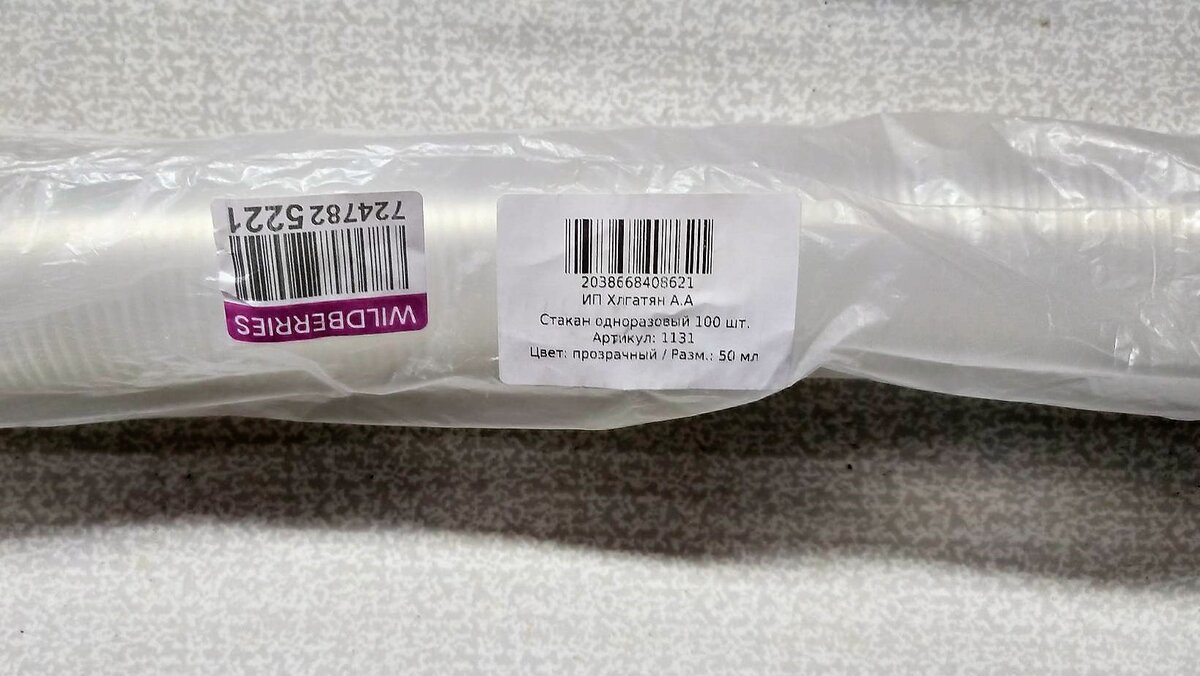 7247825221
WILDBERRIES
2038668408621
ИП Хлгатян А.А
Стакан одноразовый 100 шт.
Артикул: 1131
Цвет: прозрачный / Разм.: 50 мл